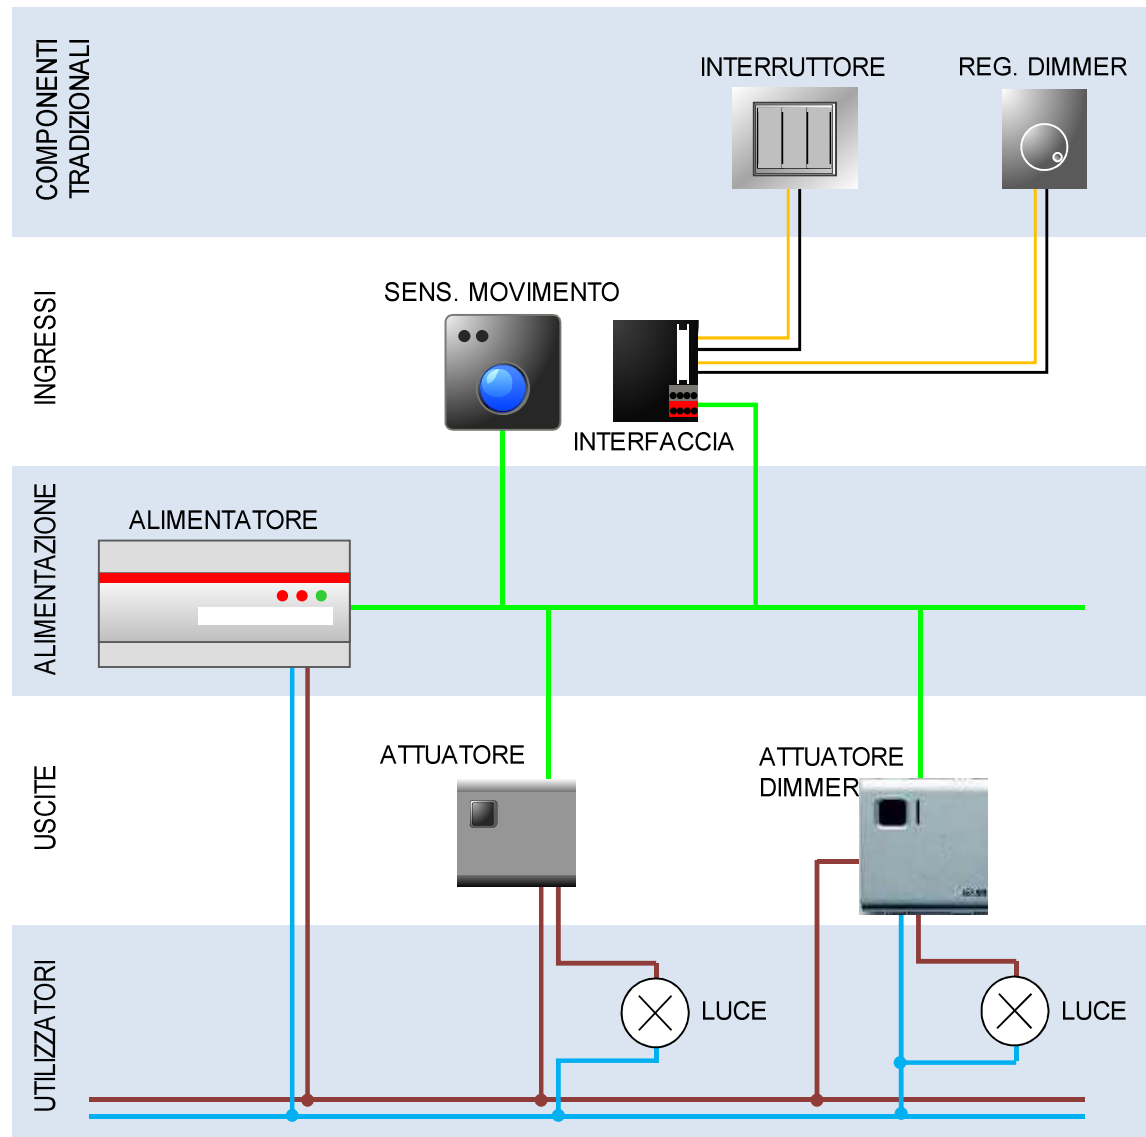 COMPONENTI
TRADIZIONALI
INTERRUTTORE
REG. DIMMER
INGRESSI
SENS. MOVIMENTO
INTERFACCIA
ALIMENTAZIONE
ALIMENTATORE
USCITE
ATTUATORE
ATTUATORE
DIMMER
UTILIZZATORI
LUCE
LUCE